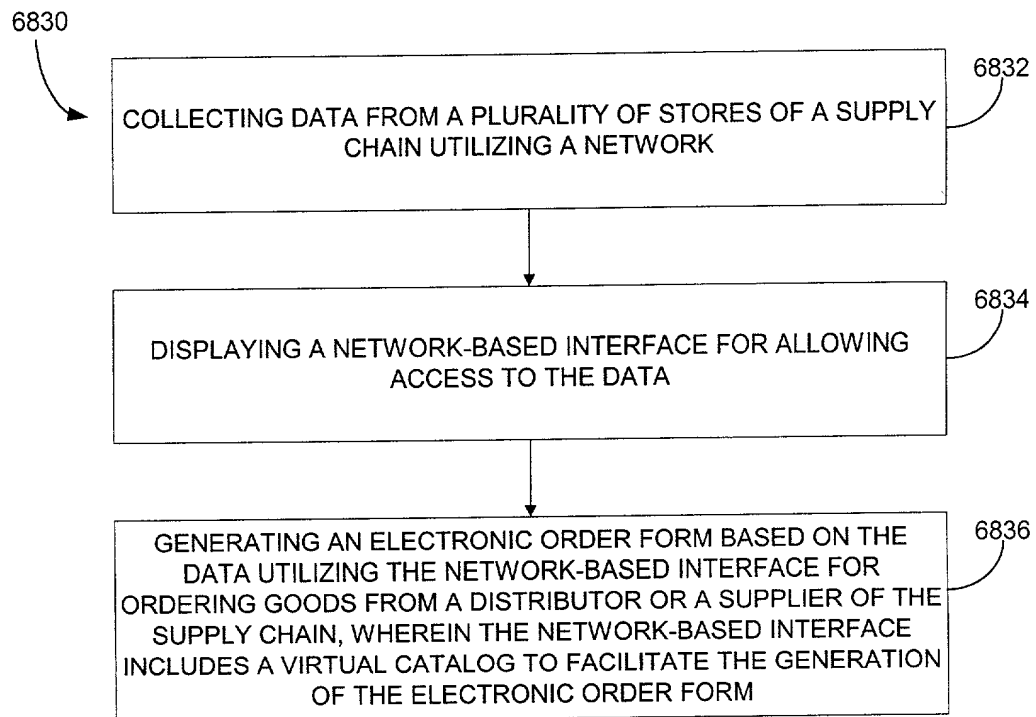 6830
6832
COLLECTING DATA FROM A PLURALITY OF STORES OF A SUPPLY
CHAIN UTILIZING A NETWORK
6834
DISPLAYING A NETWORK-BASED INTERFACE FOR ALLOWING
ACCESS TO THE DATA
6836
GENERATING AN ELECTRONIC ORDER FORM BASED ON THE
DATA UTILIZING THE NETWORK-BASED INTERFACE FOR
ORDERING GOODS FROM A DISTRIBUTOR OR A SUPPLIER OF THE
SUPPLY CHAIN, WHEREIN THE NETWORK-BASED INTERFACE
INCLUDES A VIRTUAL CATALOG TO FACILITATE THE GENERATION
OF THE ELECTRONIC ORDER FORM